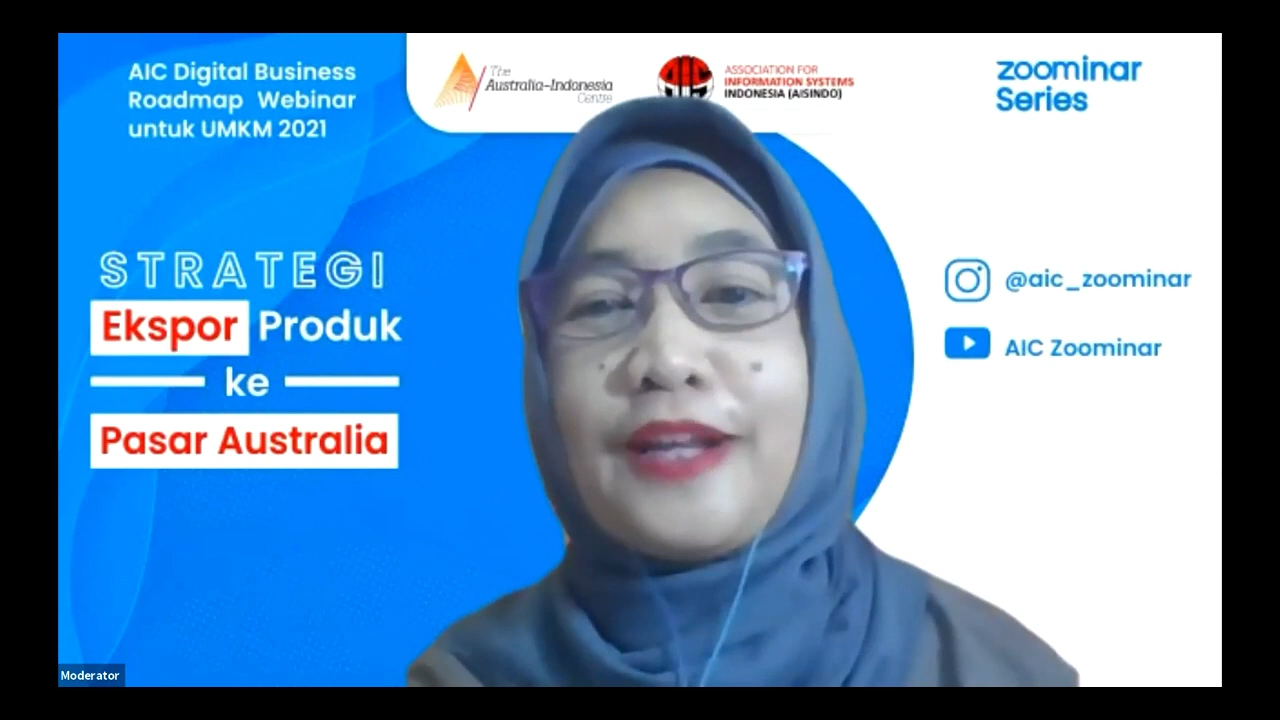 AIC Digital Business
Roadmap Webinar
untuk UMKM 2021
The
Australia-Indonesia
Centre
ASSOCIATION FOR
INFORMATION SYSTEMS
INDONESIA (AISINDO)
zoominar
Series
STRATEGI
Ekspor Produk
ke
Pasar Australia
@aic_zoominar
AIC Zoominar
Moderator